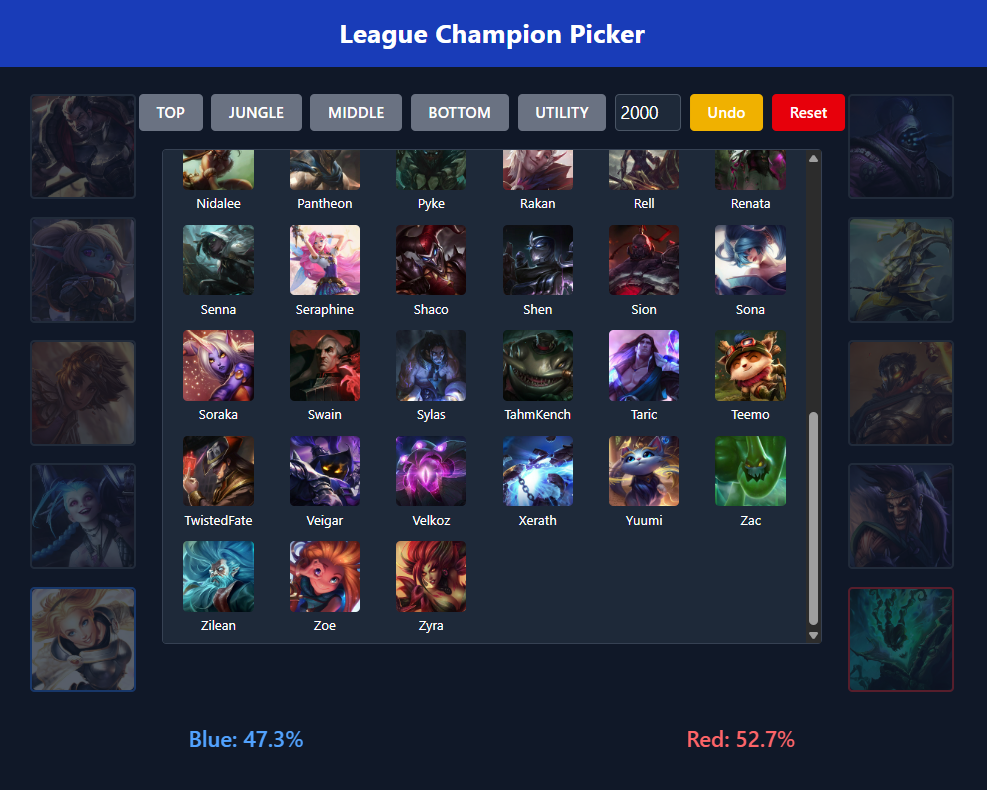 League Champion Picker
TOP JUNGLE MIDDLE BOTTOM UTILITY 2000 Undo Reset
Nidalee Pantheon Pyke Rakan Rell Renata
Senna Seraphine Shaco Shen Sion Sona
Soraka Swain Sylas TahmKench Taric Teemo
TwistedFate Veigar Velkoz Xerath Yuumi Zac
Zilean Zoe Zyra
Blue: 47.3% Red: 52.7%